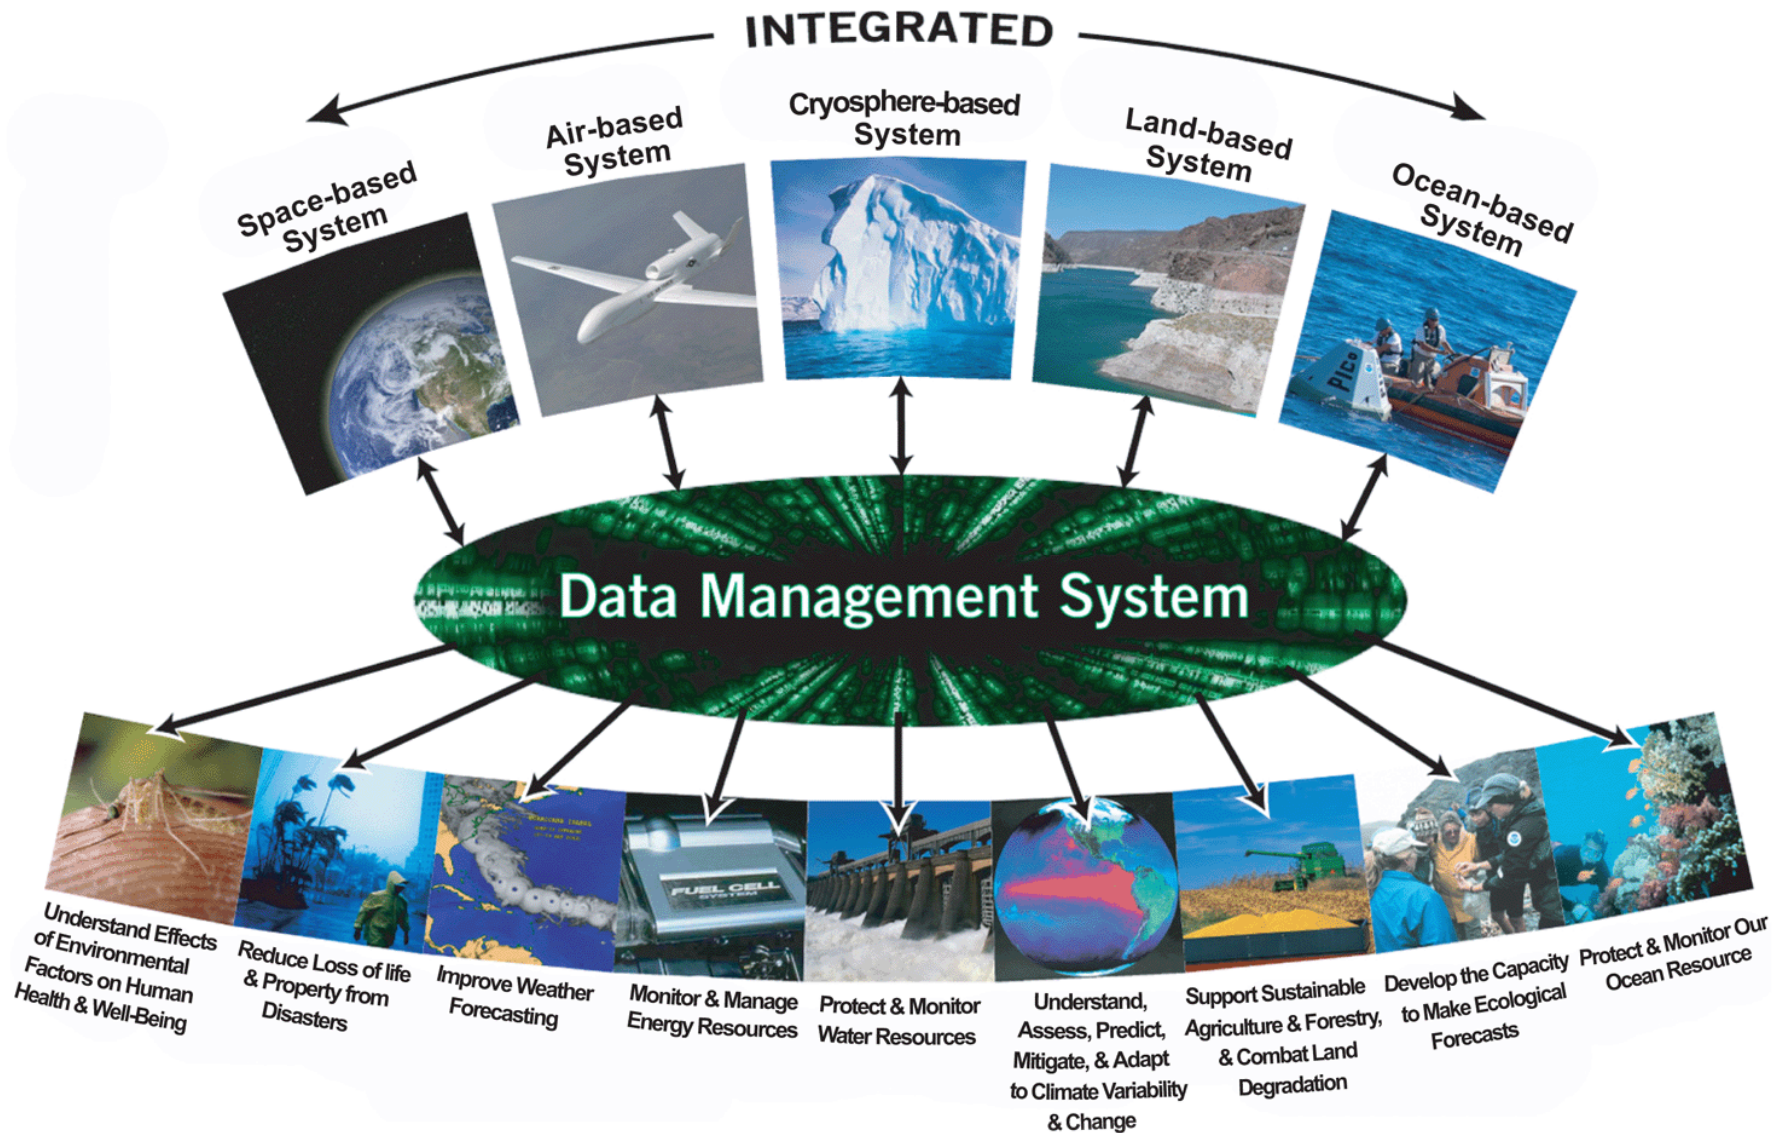 INTEGRATED
Space-based
System
Air-based
System
Cryosphere-based
System
Land-based
System
Ocean-based
System
Pico
Data Management System
FUEL CELL
SYSTEM
Understand Effects
of Environmental
Factors on Human
Health & Well-Being
Reduce Loss of life
& Property from
Disasters
Improve Weather
Forecasting
Monitor & Manage
Energy Resources
Protect & Monitor
Water Resources
Understand,
Assess, Predict,
Mitigate, & Adapt
to Climate Variability
& Change
Support Sustainable
Agriculture & Forestry,
& Combat Land
Degradation
Develop the Capacity
to Make Ecological
Forecasts
Protect & Monitor Our
Ocean Resource